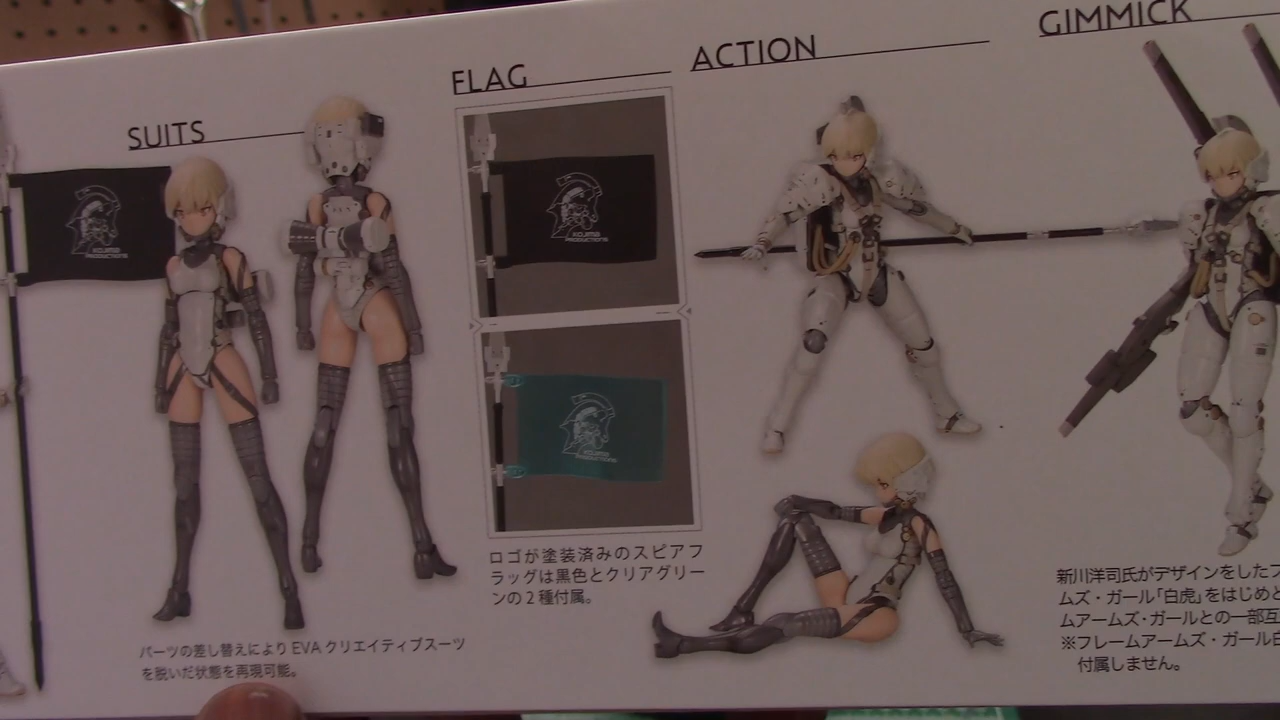 SUITS
KOJIMA
PRODUCTIONS
パーツの差し替えによりEVAクリエイティブスーツ
を脱いだ状態を再現可能。
FLAG
KOJIMA
PRODUCTIONS
KOJIMA
PRODUCTIONS
ロゴが塗装済みのスピアフ
ラッグは黒色とクリアグリー
ンの2種付属。
ACTION
GIMMICK
新川洋司氏がデザインをしたフ
ムズ・ガール「白虎」をはじめと
ムアームズ・ガールとの一部互
※フレームアームズ・ガール白
付属しません。